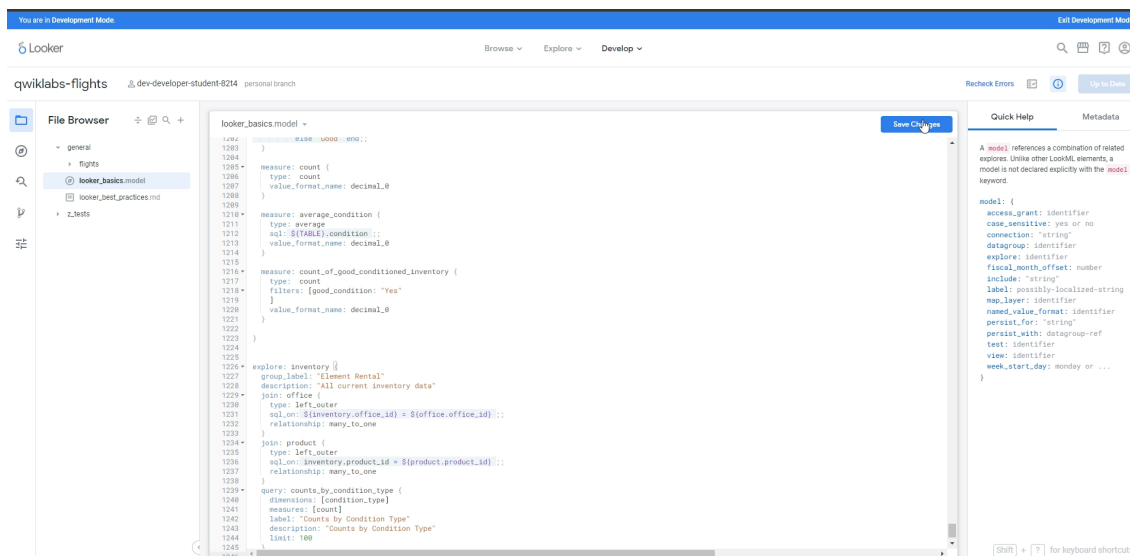 You are in Development Mode.
Exit Development Mod
Looker
Browse
Explore
Develop
qwiklabs-flights
dev-developer-student-82t4 personal branch
Recheck Errors
Up to Date
File Browser
general
flights
looker_basics.model
looker_best_practices.md
z_tests
looker_basics.model
Save Changes
1202 else "Good" end;;
1203 }
1204
1205 measure: count {
1206 type: count
1207 value_format_name: decimal_0
1208 }
1209
1210 measure: average_condition {
1211 type: average
1212 sql: ${TABLE}.condition ;;
1213 value_format_name: decimal_0
1214 }
1215
1216 measure: count_of_good_conditioned_inventory {
1217 type: count
1218 filters: [good_condition: "Yes"
1219 ]
1220 value_format_name: decimal_0
1221 }
1222
1223 }
1224
1225
1226 explore: inventory {
1227 group_label: "Element Rental"
1228 description: "All current inventory data"
1229 join: office {
1230 type: left_outer
1231 sql_on: ${inventory.office_id} = ${office.office_id} ;;
1232 relationship: many_to_one
1233 }
1234 join: product {
1235 type: left_outer
1236 sql_on: inventory.product_id = ${product.product_id} ;;
1237 relationship: many_to_one
1238 }
1239 query: counts_by_condition_type {
1240 dimensions: [condition_type]
1241 measures: [count]
1242 label: "Counts by Condition Type"
1243 description: "Counts by Condition Type"
1244 limit: 100
1245 }
Quick Help
Metadata
A model references a combination of related
explores. Unlike other LookML elements, a
model is not declared explicitly with the model
keyword.
model: {
access_grant: identifier
case_sensitive: yes or no
connection: "string"
datagroup: identifier
explore: identifier
fiscal_month_offset: number
include: "string"
label: possibly-localized-string
map_layer: identifier
named_value_format: identifier
persist_for: "string"
persist_with: datagroup-ref
test: identifier
view: identifier
week_start_day: monday or ...
}
Shift + ? for keyboard shortcut